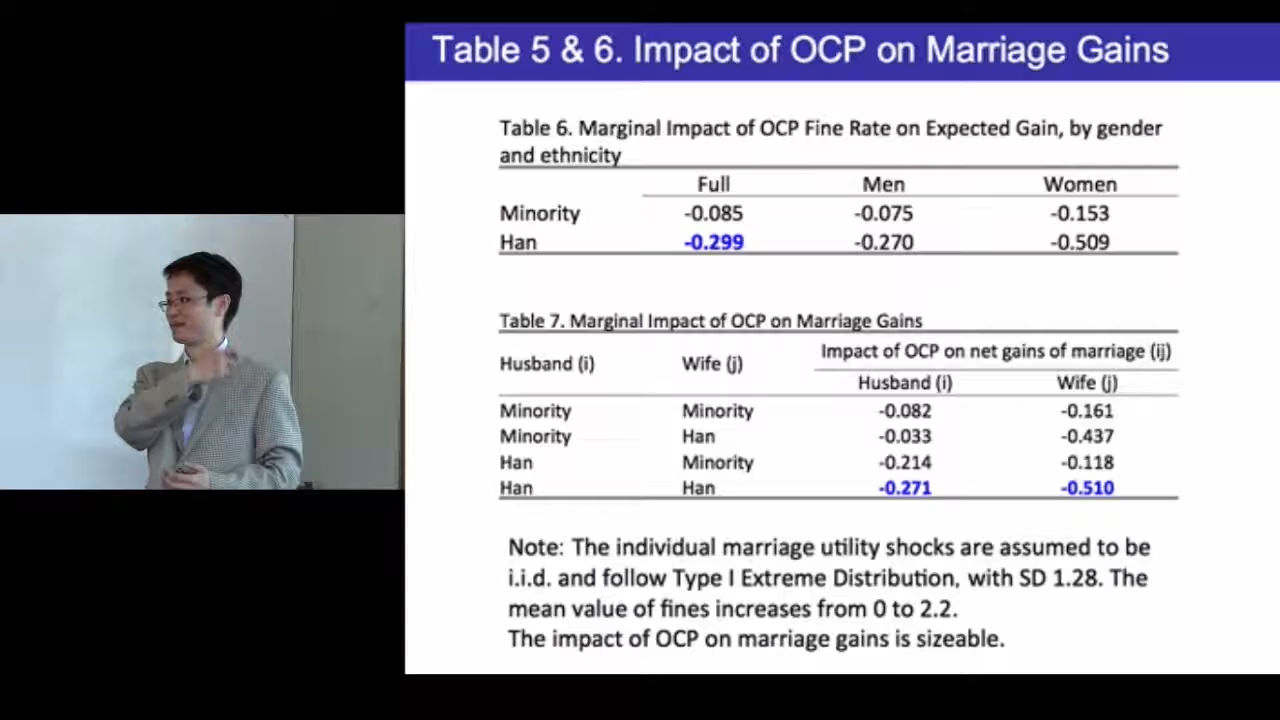 Table 5 & 6. Impact of OCP on Marriage Gains
Table 6. Marginal Impact of OCP Fine Rate on Expected Gain, by gender
and ethnicity
Full Men Women
Minority -0.085 -0.075 -0.153
Han -0.299 -0.270 -0.509
Table 7. Marginal Impact of OCP on Marriage Gains
Husband (i) Wife (j) Impact of OCP on net gains of marriage (ij)
Husband (i) Wife (j)
Minority Minority -0.082 -0.161
Minority Han -0.033 -0.437
Han Minority -0.214 -0.118
Han Han -0.271 -0.510
Note: The individual marriage utility shocks are assumed to be
i.i.d. and follow Type I Extreme Distribution, with SD 1.28. The
mean value of fines increases from 0 to 2.2.
The impact of OCP on marriage gains is sizeable.